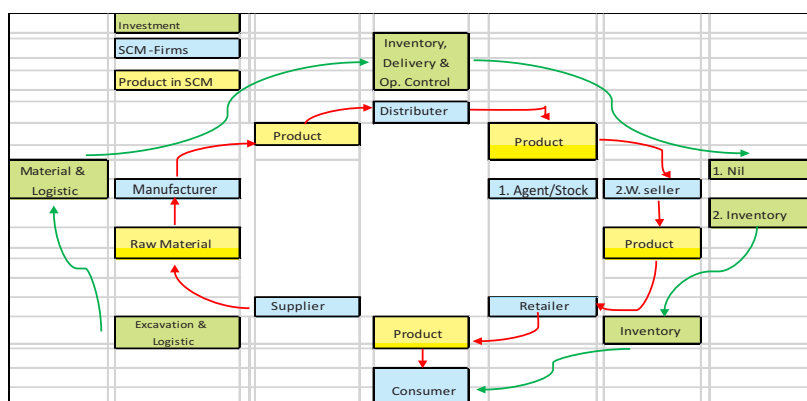 Investment
SCM -Firms
Product in SCM
Inventory,
Delivery &
Op. Control
Distributer
Product
Product
Material &
Logistic
Manufacturer
1. Agent/Stock
2.W. seller
1. Nil
2. Inventory
Raw Material
Product
Supplier
Retailer
Excavation &
Logistic
Product
Inventory
Consumer